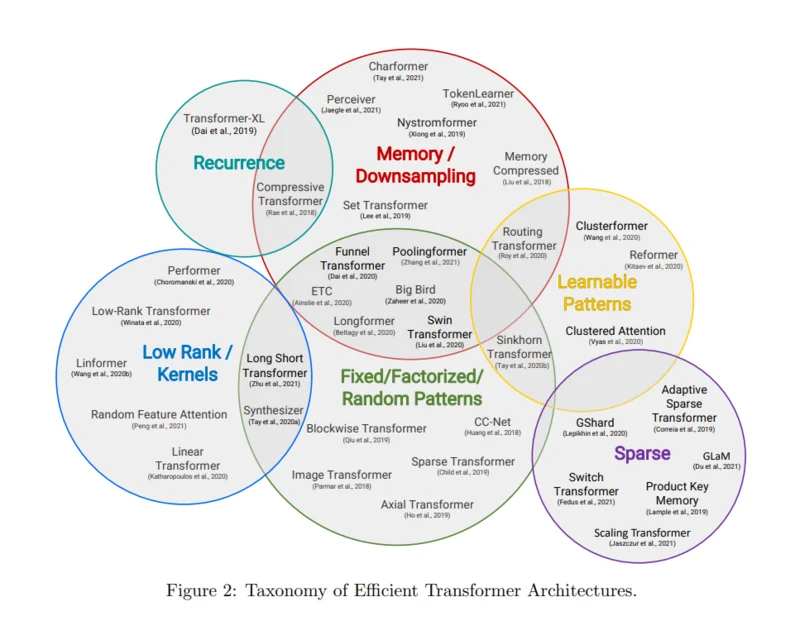 Charformer
(Tay et al., 2021)
Perceiver
(Jaegle et al., 2021)
TokenLearner
(Ryoo et al., 2021)
Transformer-XL
(Dai et al., 2019)
Nystromformer
(Xiong et al., 2019)
Recurrence
Memory /
Downsampling
Memory
Compressed
(Liu et al., 2018)
Compressive
Transformer
(Rae et al., 2018)
Set Transformer
(Lee et al., 2019)
Routing
Transformer
(Roy et al., 2020)
Clusterformer
(Wang et al., 2020)
Reformer
(Kitaev et al., 2020)
Learnable
Patterns
Clustered Attention
(Vyas et al., 2020)
Funnel
Transformer
(Dai et al., 2020)
Poolingformer
(Zhang et al., 2021)
ETC
(Ainslie et al., 2020)
Big Bird
(Zaheer et al., 2020)
Longformer
(Beltagy et al., 2020)
Swin
Transformer
(Liu et al., 2020)
Sinkhorn
Transformer
(Tay et al., 2020b)
Performer
(Choromanski et al., 2020)
Low-Rank Transformer
(Winata et al., 2020)
Low Rank /
Kernels
Linformer
(Wang et al., 2020b)
Long Short
Transformer
(Zhu et al., 2021)
Random Feature Attention
(Peng et al., 2021)
Synthesizer
(Tay et al., 2020a)
Linear
Transformer
(Katharopoulos et al., 2020)
Fixed/Factorized/
Random Patterns
Blockwise Transformer
(Qiu et al., 2019)
CC-Net
(Huang et al., 2018)
Image Transformer
(Parmar et al., 2018)
Sparse Transformer
(Child et al., 2019)
Axial Transformer
(Ho et al., 2019)
Adaptive
Sparse
Transformer
(Correia et al., 2019)
GShard
(Lepikhin et al., 2020)
Sparse
GLaM
(Du et al., 2021)
Switch
Transformer
(Fedus et al., 2021)
Product Key
Memory
(Lample et al., 2019)
Scaling Transformer
(Jaszczur et al., 2021)
Figure 2: Taxonomy of Efficient Transformer Architectures.